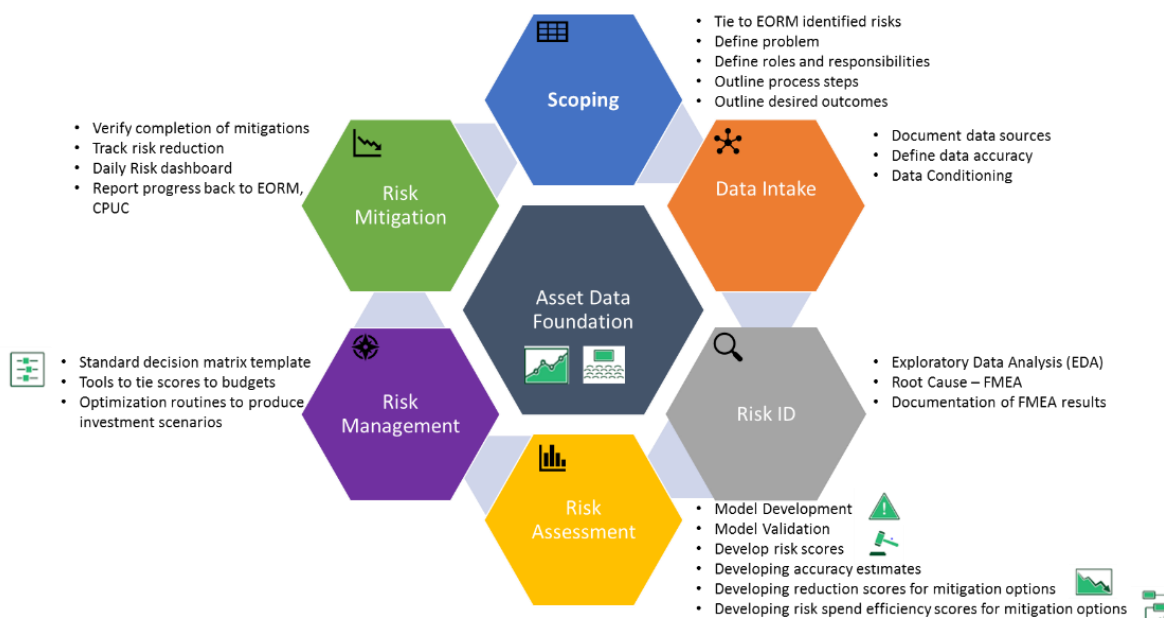 Scoping
• Tie to EORM identified risks
• Define problem
• Define roles and responsibilities
• Outline process steps
• Outline desired outcomes
Data Intake
• Document data sources
• Define data accuracy
• Data Conditioning
Risk ID
• Exploratory Data Analysis (EDA)
• Root Cause – FMEA
• Documentation of FMEA results
Risk
Assessment
• Model Development
• Model Validation
• Develop risk scores
• Developing accuracy estimates
• Developing reduction scores for mitigation options
• Developing risk spend efficiency scores for mitigation options
Risk
Management
• Standard decision matrix template
• Tools to tie scores to budgets
• Optimization routines to produce
investment scenarios
Risk
Mitigation
• Verify completion of mitigations
• Track risk reduction
• Daily Risk dashboard
• Report progress back to EORM,
CPUC
Asset Data
Foundation